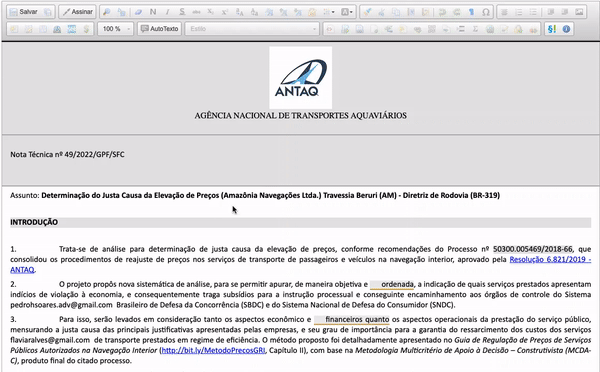 Salvar Assinar
100 % AutoTexto Estilo
ANTAQ
AGÊNCIA NACIONAL DE TRANSPORTES AQUAVIÁRIOS
Nota Técnica nº 49/2022/GPF/SFC
Assunto: Determinação do Justa Causa da Elevação de Preços (Amazônia Navegações Ltda.) Travessia Beruri (AM) - Diretriz de Rodovia (BR-319)
INTRODUÇÃO
1. Trata-se de análise para determinação de justa causa da elevação de preços, conforme recomendações do Processo nº 50300.005469/2018-66, que
consolidou os procedimentos de reajuste de preços nos serviços de transporte de passageiros e veículos na navegação interior, aprovado pela Resolução 6.821/2019 -
ANTAQ.
2. O projeto propôs nova sistemática de análise, para se permitir apurar, de maneira objetiva e ordenada, a indicação de quais serviços prestados apresentam
indícios de violação à economia, e consequentemente traga subsídios para a instrução processual e conseguinte encaminhamento aos órgãos de controle do Sistema
pedrohsoares.adv@gmail.com Brasileiro de Defesa da Concorrência (SBDC) e do Sistema Nacional de Defesa do Consumidor (SNDC).
3. Para isso, serão levados em consideração tanto os aspectos econômico e financeiros quanto os aspectos operacionais da prestação do serviço público,
mensurando a justa causa das principais justificativas apresentadas pelas empresas, e seu grau de importância para a garantia do ressarcimento dos custos dos serviços
flaviaralves@gmail.com de transporte prestados em regime de eficiência. O método proposto foi detalhadamente apresentado no Guia de Regulação de Preços de Serviços
Públicos Autorizados na Navegação Interior (http://bit.ly/MetodoPrecosGRI, Capítulo II), com base na Metodologia Multicritério de Apoio à Decisão – Construtivista (MCDA-
C), produto final do citado processo.